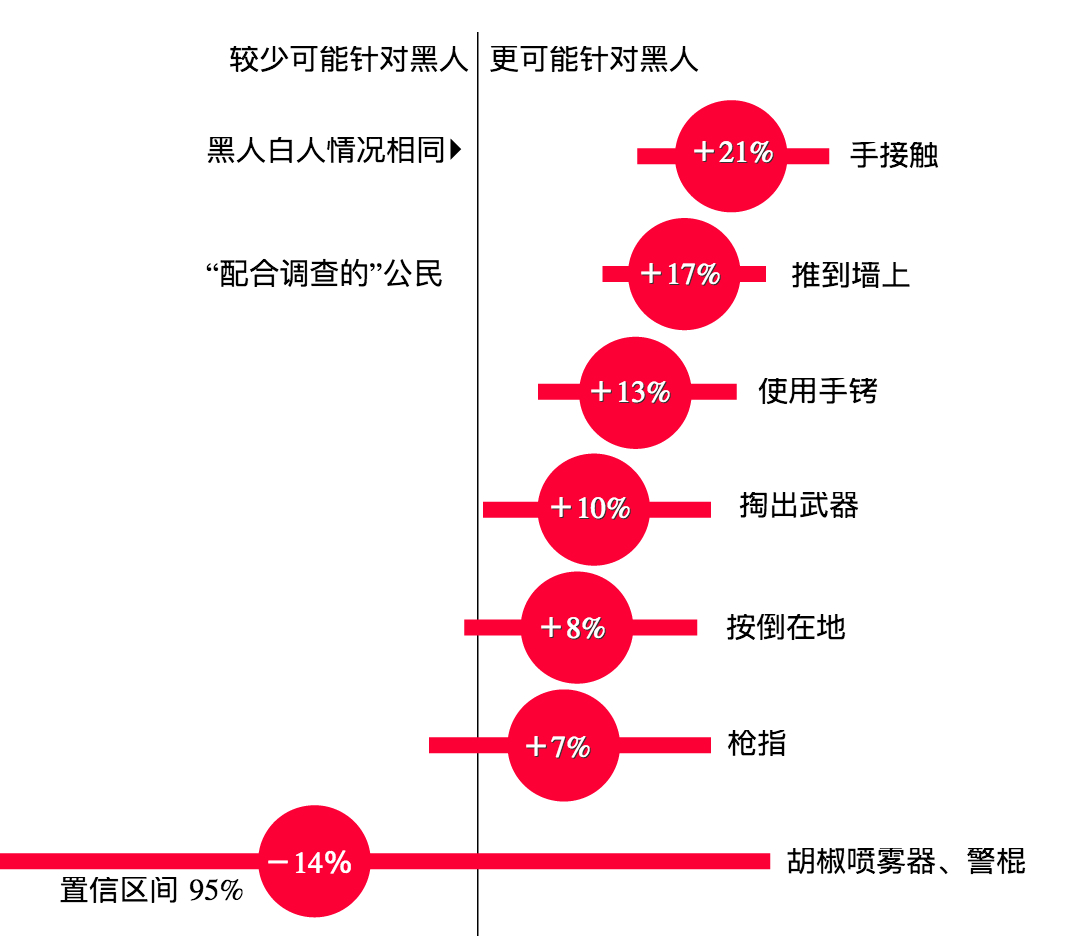 较少可能针对黑人
更可能针对黑人
黑人白人情况相同
+21%
手接触
“配合调查的”公民
+17%
推到墙上
+13%
使用手铐
+10%
掏出武器
+8%
按倒在地
+7%
枪指
−14%
胡椒喷雾器、警棍
置信区间 95%